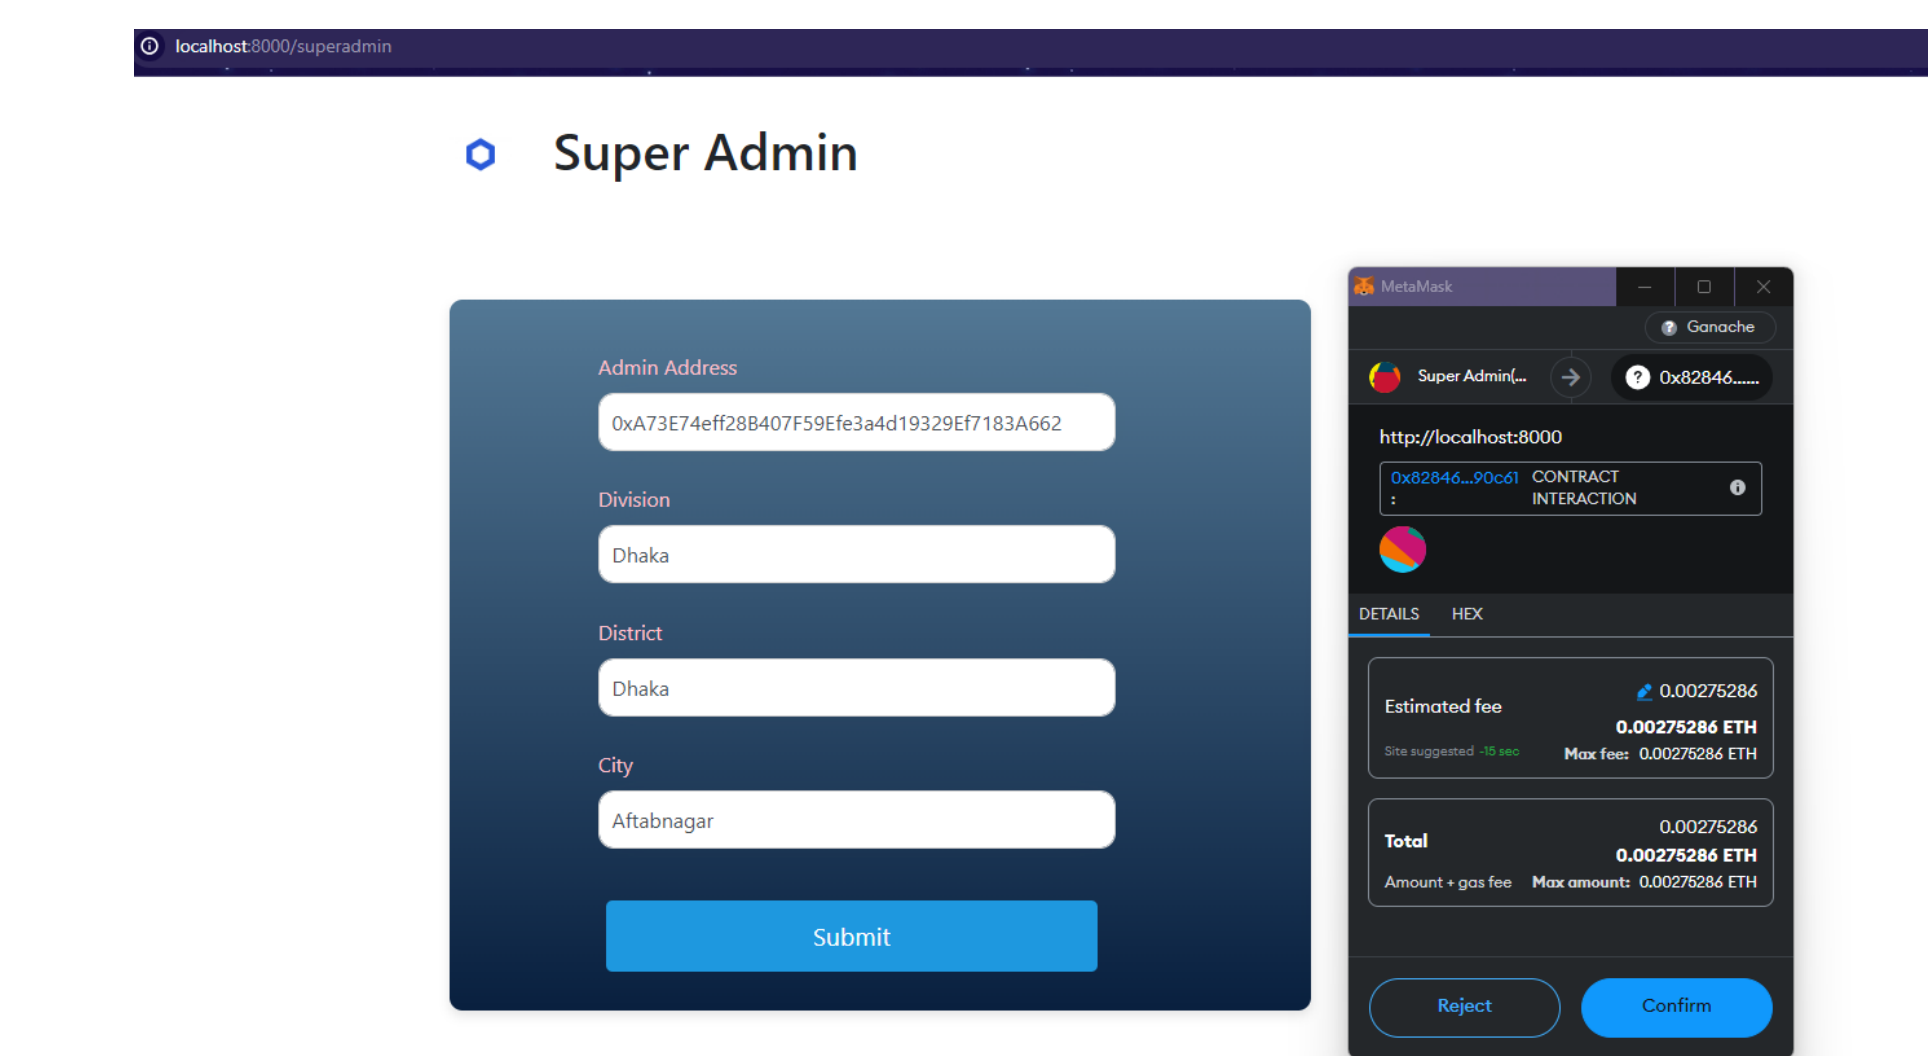 localhost:8000/superadmin
Super Admin
Admin Address
0xA73E74eff28B407F59Efe3a4d19329Ef7183A662
Division
Dhaka
District
Dhaka
City
Aftabnagar
Submit
MetaMask
Ganache
Super Admin(...
0x82846......
http://localhost:8000
0x82846...90c61 CONTRACT
: INTERACTION
DETAILS HEX
0.00275286
Estimated fee
0.00275286 ETH
Site suggested ~15 sec Max fee: 0.00275286 ETH
0.00275286
Total
0.00275286 ETH
Amount + gas fee Max amount: 0.00275286 ETH
Reject Confirm